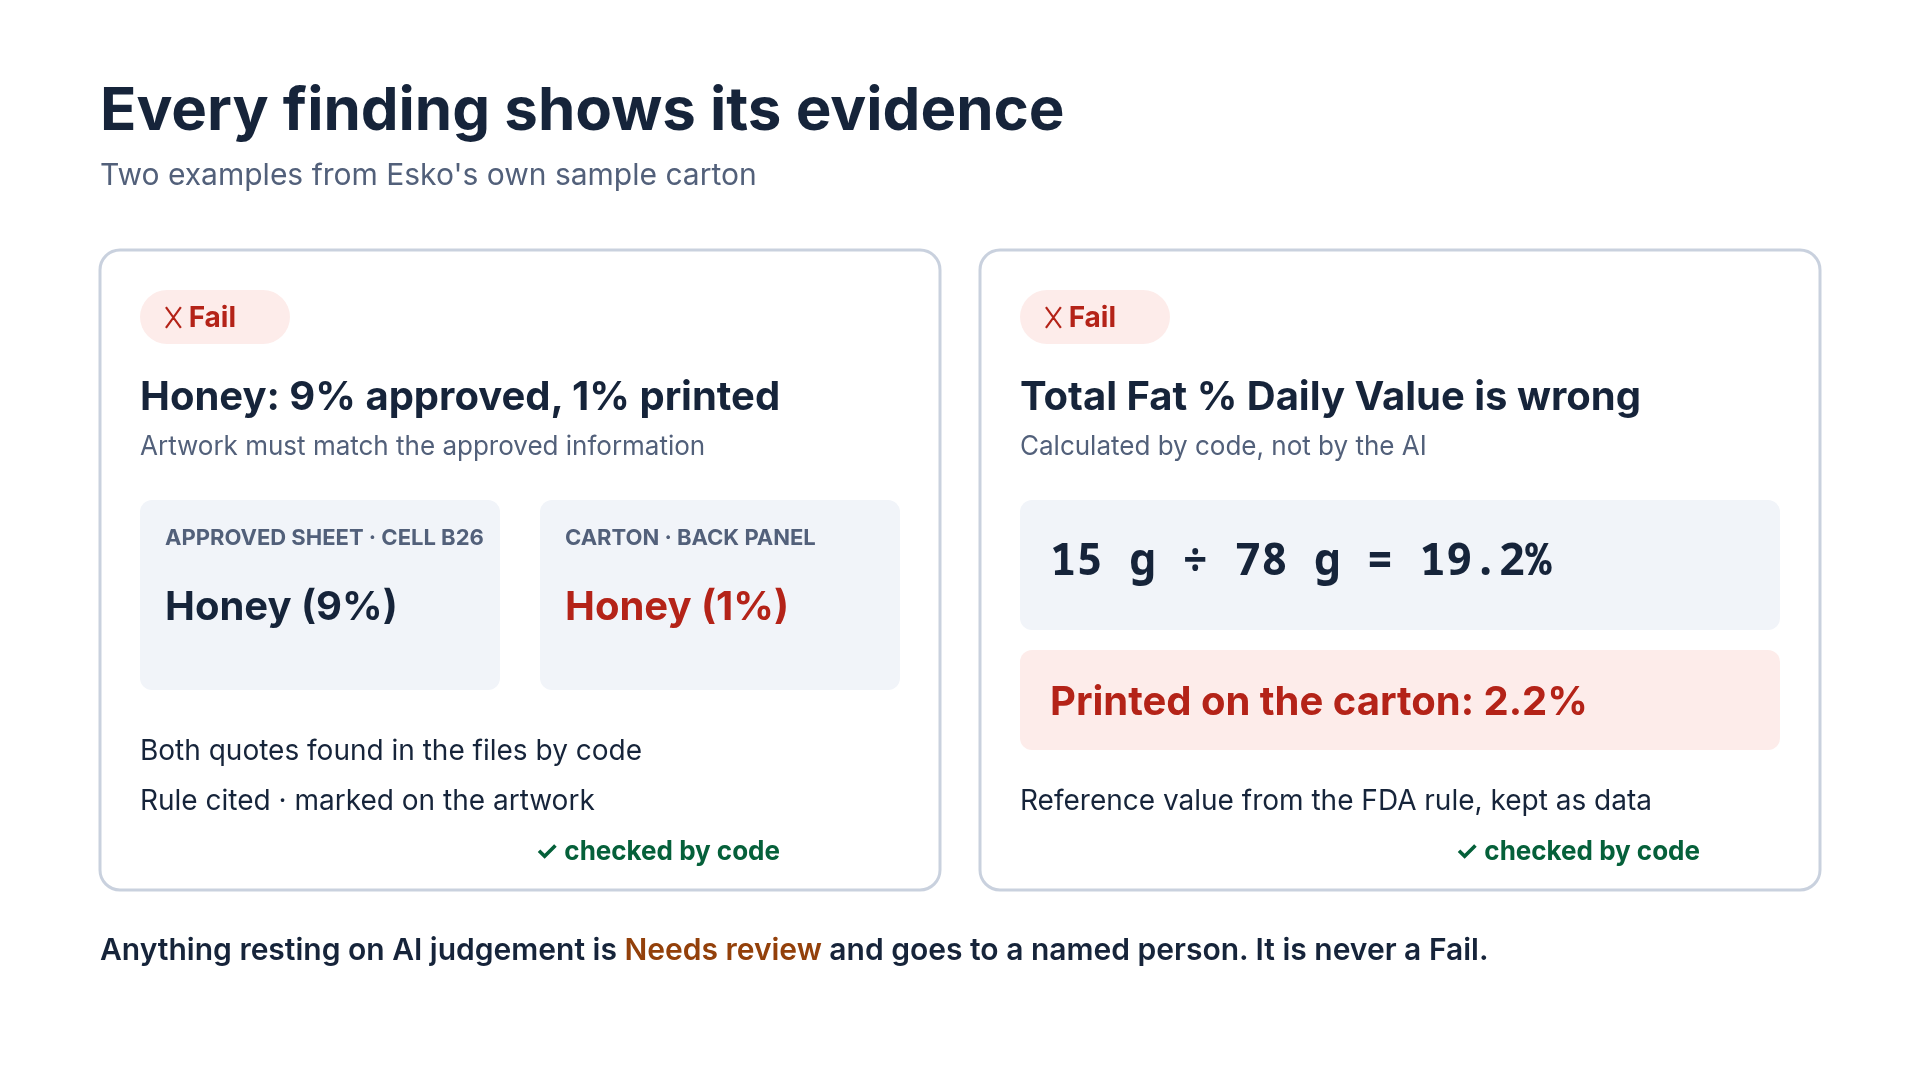 Every finding shows its evidence
Two examples from Esko's own sample carton
╳ Fail
Honey: 9% approved, 1% printed
Artwork must match the approved information
APPROVED SHEET · CELL B26
Honey (9%)
CARTON · BACK PANEL
Honey (1%)
Both quotes found in the files by code
Rule cited · marked on the artwork
✓ checked by code
╳ Fail
Total Fat % Daily Value is wrong
Calculated by code, not by the AI
15 g ÷ 78 g = 19.2%
Printed on the carton: 2.2%
Reference value from the FDA rule, kept as data
✓ checked by code
Anything resting on AI judgement is Needs review and goes to a named person. It is never a Fail.